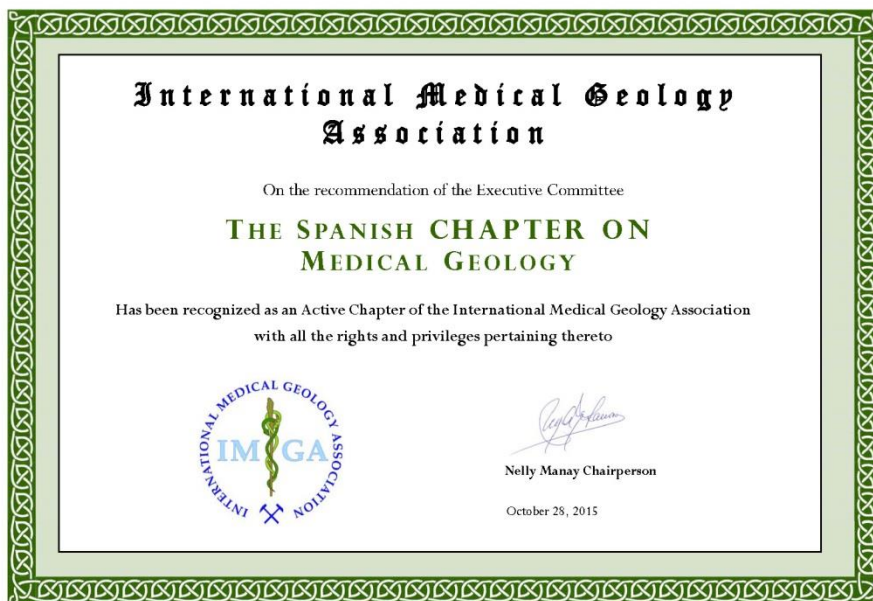 International Medical Geology
Association
On the recommendation of the Executive Committee
THE SPANISH CHAPTER ON
MEDICAL GEOLOGY
Has been recognized as an Active Chapter of the International Medical Geology Association
with all the rights and privileges pertaining thereto
INTERNATIONAL MEDICAL GEOLOGY ASSOCIATION
IMGA
Nelly Manay Chairperson
October 28, 2015